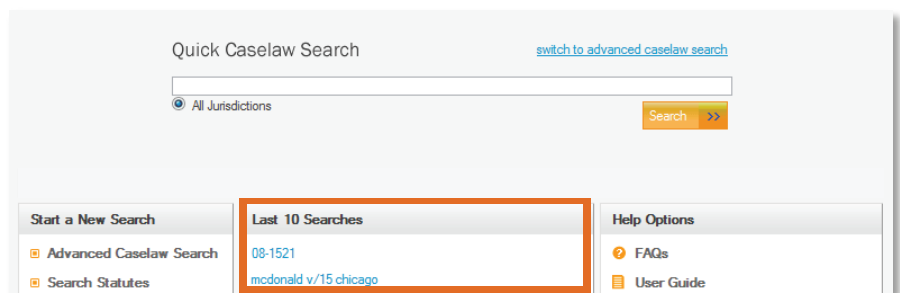 Quick Caselaw Search
switch to advanced caselaw search
All Jurisdictions
Search >>
Start a New Search
Advanced Caselaw Search
Search Statutes
Last 10 Searches
08-1521
mcdonald v/15 chicago
Help Options
? FAQs
User Guide